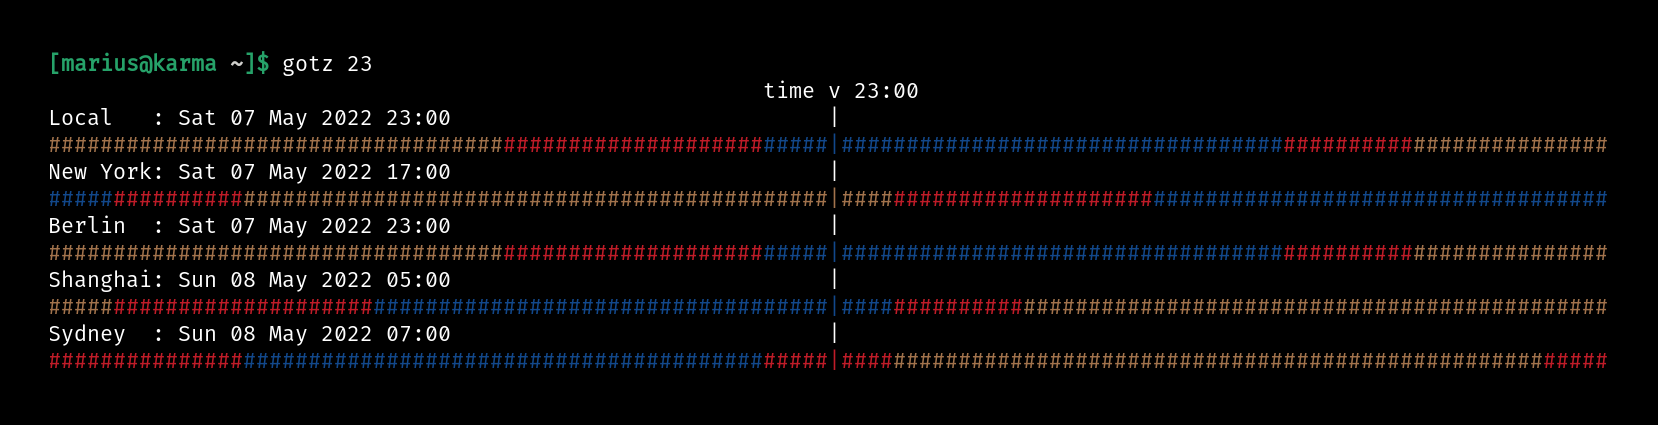 [marius@karma ~]$ gotz 23
time v 23:00
Local   : Sat 07 May 2022 23:00 |
############################################################|###########################################################
New York: Sat 07 May 2022 17:00 |
############################################################|###########################################################
Berlin  : Sat 07 May 2022 23:00 |
############################################################|###########################################################
Shanghai: Sun 08 May 2022 05:00 |
############################################################|###########################################################
Sydney  : Sun 08 May 2022 07:00 |
############################################################|###########################################################